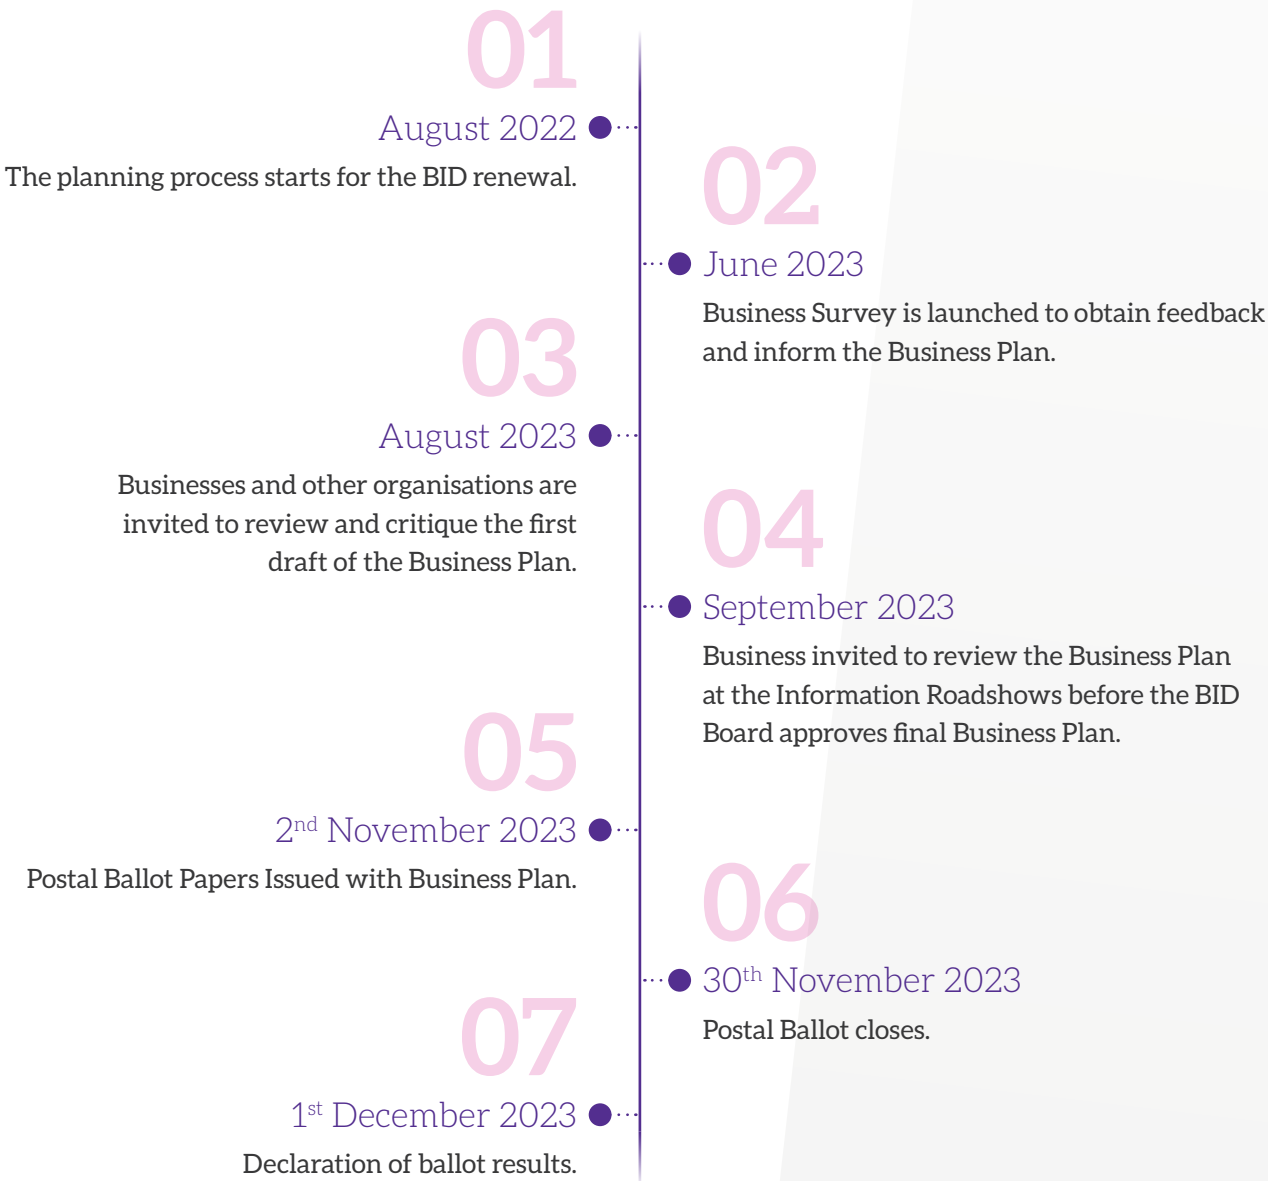 01
August 2022
The planning process starts for the BID renewal.
02
June 2023
Business Survey is launched to obtain feedback
and inform the Business Plan.
03
August 2023
Businesses and other organisations are
invited to review and critique the first
draft of the Business Plan.
04
September 2023
Business invited to review the Business Plan
at the Information Roadshows before the BID
Board approves final Business Plan.
05
2nd November 2023
Postal Ballot Papers Issued with Business Plan.
06
30th November 2023
Postal Ballot closes.
07
1st December 2023
Declaration of ballot results.